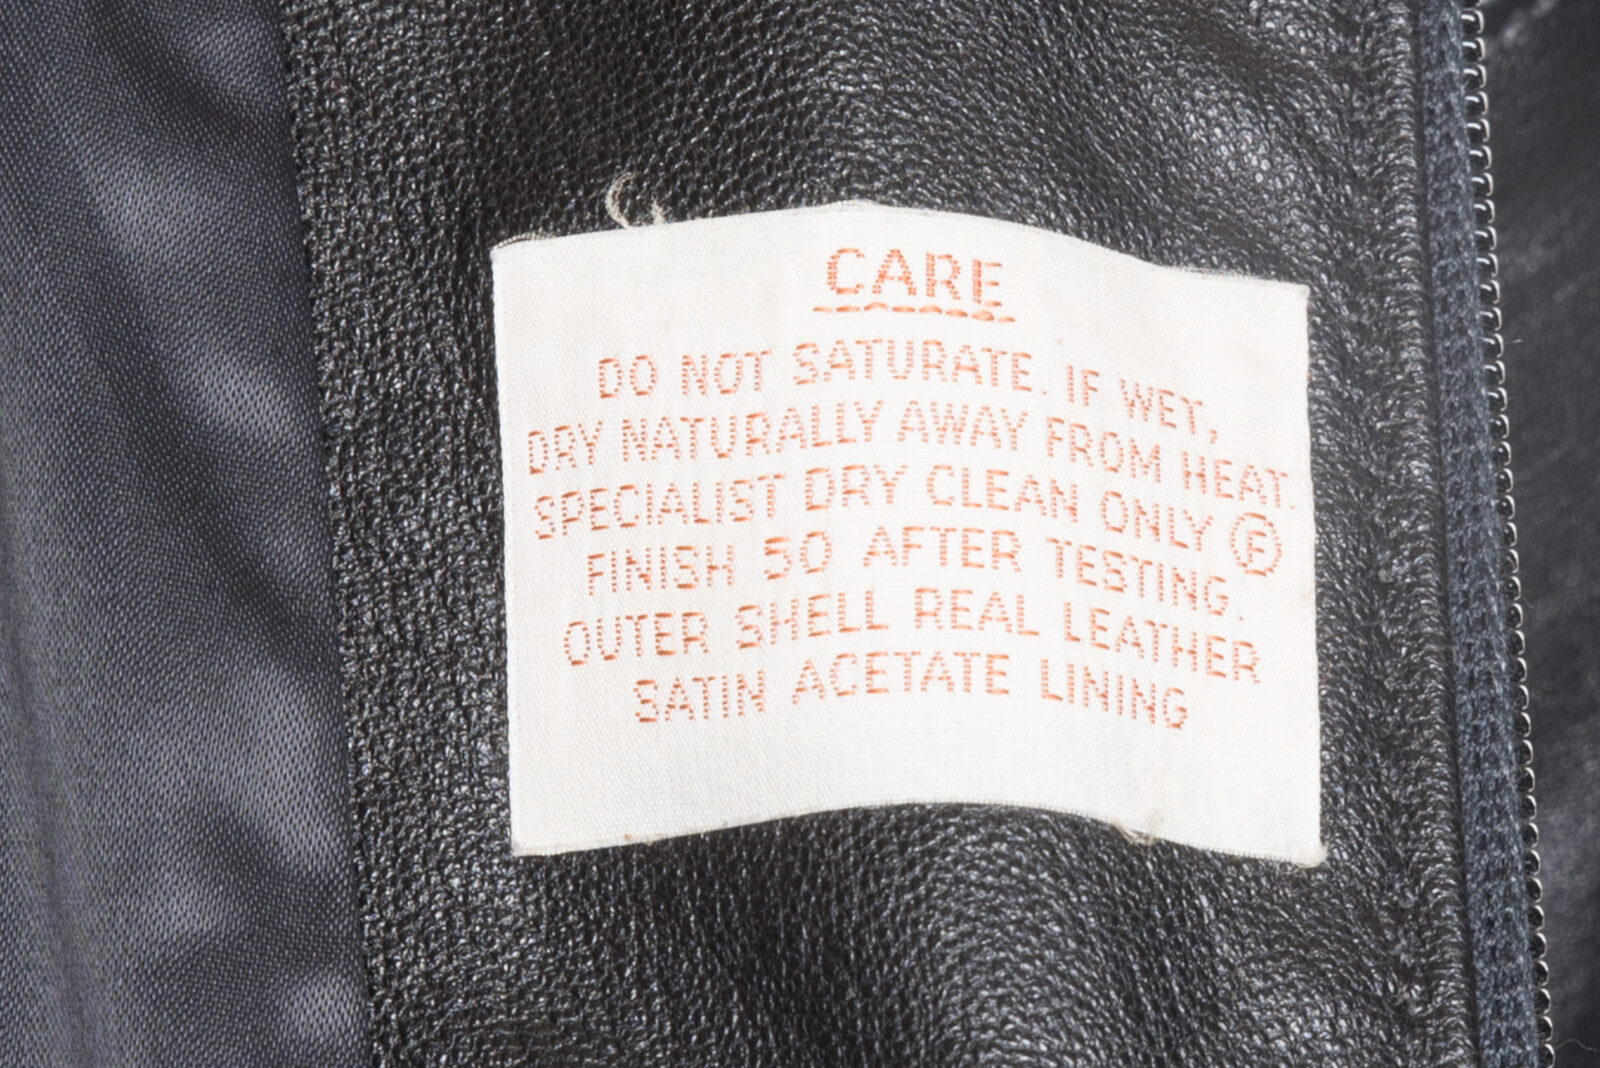 CARE
DO NOT SATURATE. IF WET,
DRY NATURALLY AWAY FROM HEAT.
SPECIALIST DRY CLEAN ONLY Ⓕ
FINISH 50 AFTER TESTING.
OUTER SHELL REAL LEATHER
SATIN ACETATE LINING